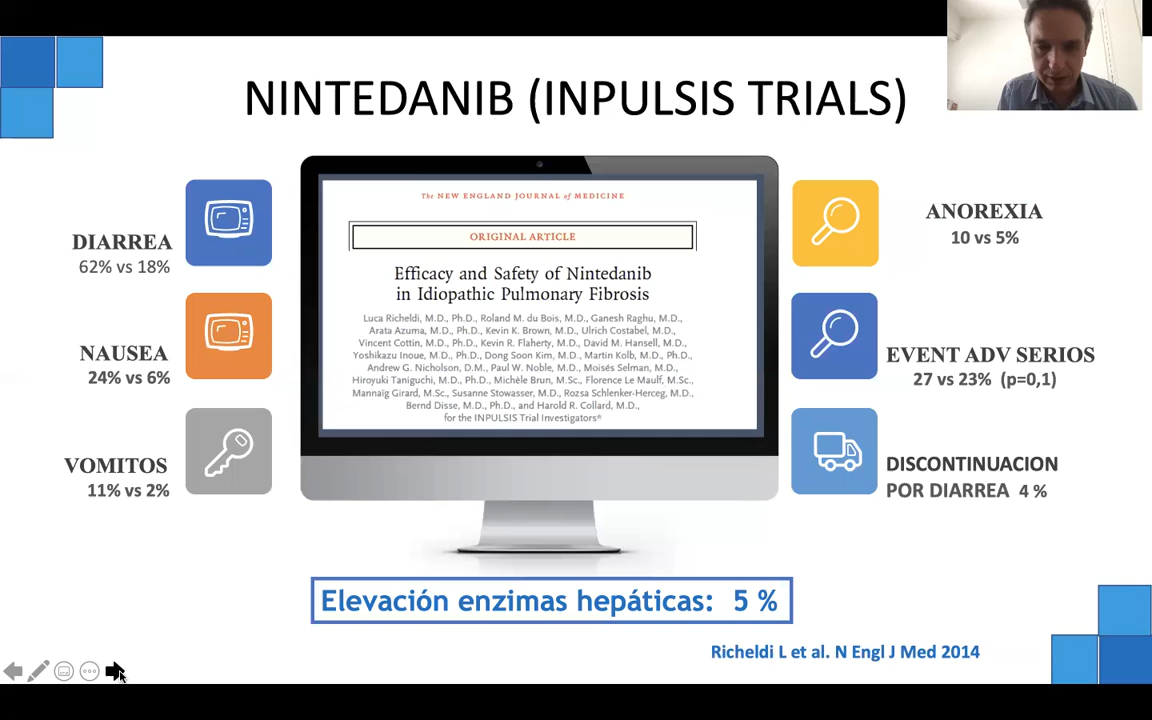 NINTEDANIB (INPULSIS TRIALS)
DIARREA
62% vs 18%
NAUSEA
24% vs 6%
VOMITOS
11% vs 2%
The NEW ENGLAND JOURNAL of MEDICINE
ORIGINAL ARTICLE
Efficacy and Safety of Nintedanib
in Idiopathic Pulmonary Fibrosis
Luca Richeldi, M.D., Ph.D., Roland M. du Bois, M.D., Ganesh Raghu, M.D.,
Arata Azuma, M.D., Ph.D., Kevin K. Brown, M.D., Ulrich Costabel, M.D.,
Vincent Cottin, M.D., Ph.D., Kevin R. Flaherty, M.D., David M. Hansell, M.D.,
Yoshikazu Inoue, M.D., Ph.D., Dong Soon Kim, M.D., Martin Kolb, M.D., Ph.D.,
Andrew G. Nicholson, D.M., Paul W. Noble, M.D., Moisés Selman, M.D.,
Hiroyuki Taniguchi, M.D., Ph.D., Michèle Brun, M.Sc., Florence Le Maulf, M.Sc.,
Mannaïg Girard, M.Sc., Susanne Stowasser, M.D., Rozsa Schlenker-Herceg, M.D.,
Bernd Disse, M.D., Ph.D., and Harold R. Collard, M.D.,
for the INPULSIS Trial Investigators*
ANOREXIA
10 vs 5%
EVENT ADV SERIOS
27 vs 23% (p=0,1)
DISCONTINUACION
POR DIARREA 4 %
Elevación enzimas hepáticas: 5 %
Richeldi L et al. N Engl J Med 2014